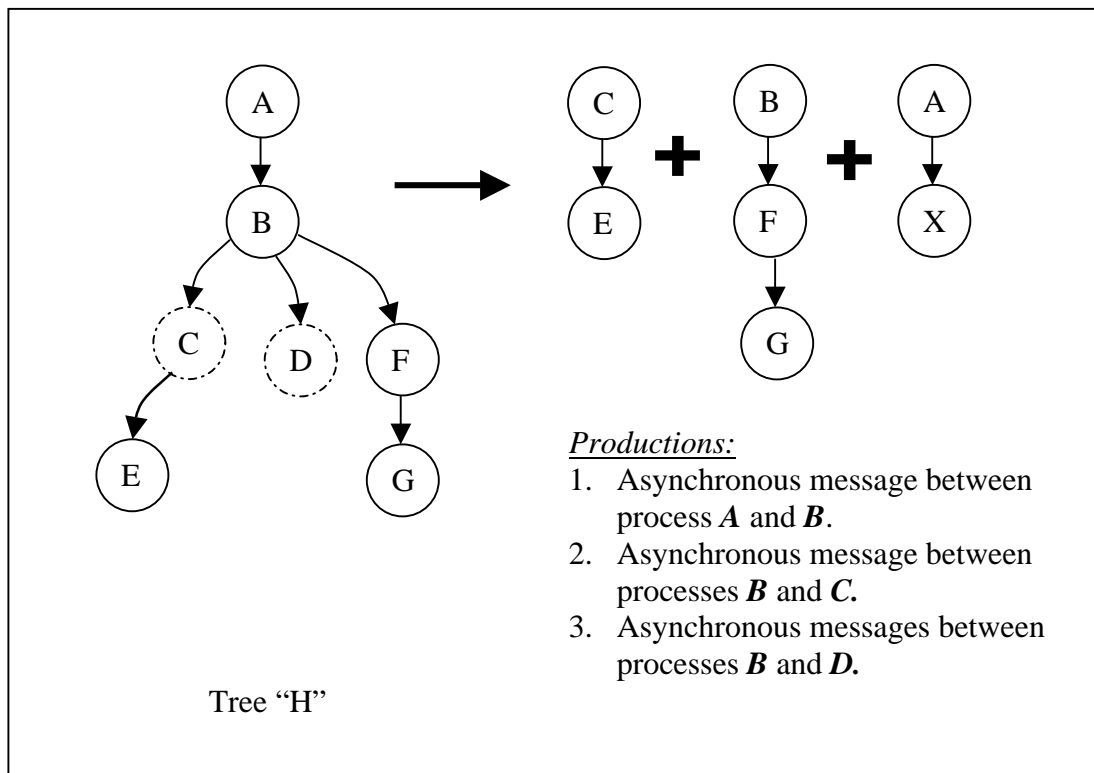 A
B
C
D
F
E
G
C
E
B
F
G
A
X
Productions:
1. Asynchronous message between
process A and B.
2. Asynchronous message between
processes B and C.
3. Asynchronous messages between
processes B and D.
Tree “H”